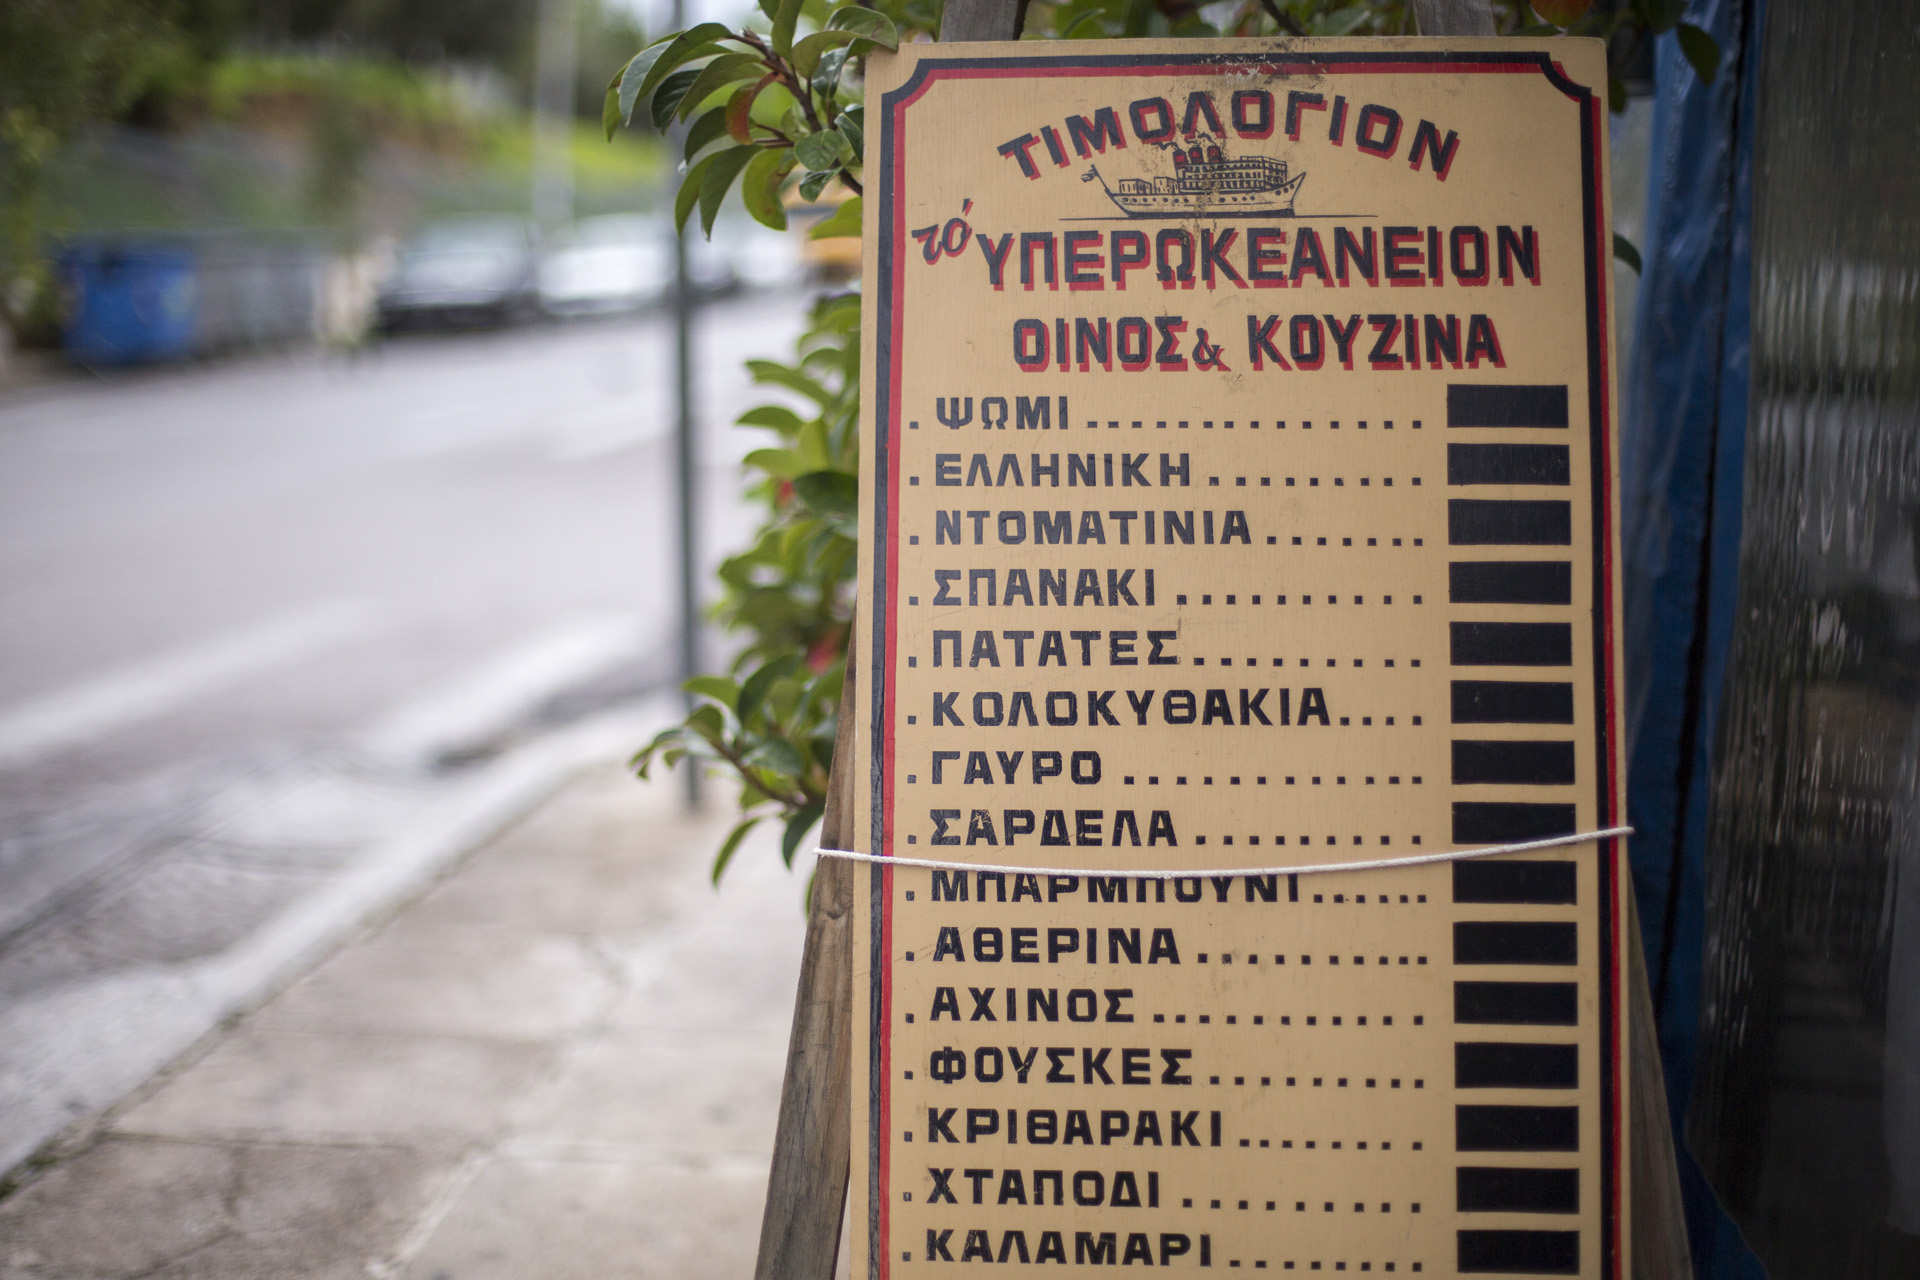 ΤΙΜΟΛΟΓΙΟΝ
τό ΥΠΕΡΩΚΕΑΝΕΙΟΝ
ΟΙΝΟΣ & ΚΟΥΖΙΝΑ
. ΨΩΜΙ ..............
. ΕΛΛΗΝΙΚΗ .........
. ΝΤΟΜΑΤΙΝΙΑ .......
. ΣΠΑΝΑΚΙ ..........
. ΠΑΤΑΤΕΣ .........
. ΚΟΛΟΚΥΘΑΚΙΑ ....
. ΓΑΥΡΟ ............
. ΣΑΡΔΕΛΑ .........
. ΜΠΑΡΜΠΟΥΝΙ ......
. ΑΘΕΡΙΝΑ ..........
. ΑΧΙΝΟΣ ...........
. ΦΟΥΣΚΕΣ .........
. ΚΡΙΘΑΡΑΚΙ ........
. ΧΤΑΠΟΔΙ .........
. ΚΑΛΑΜΑΡΙ ........